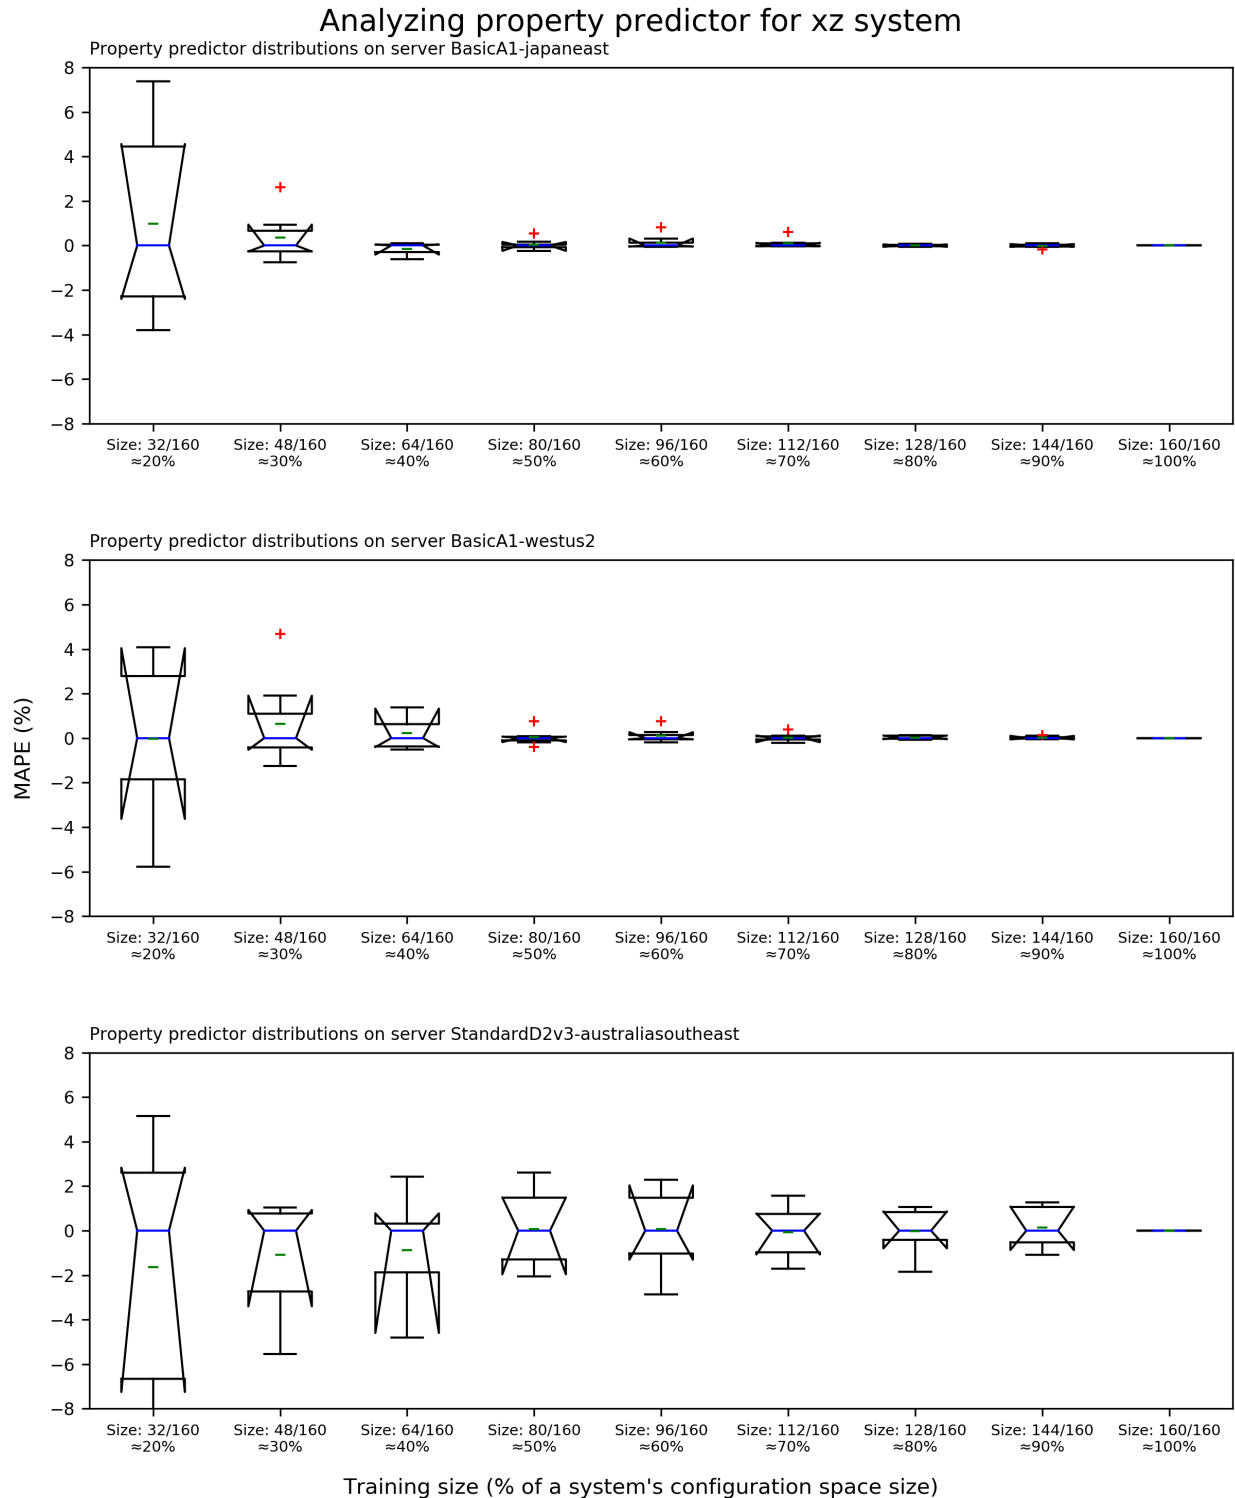 Analyzing property predictor for xz system
Property predictor distributions on server BasicA1-japaneast
8
6
4
2
0
−2
−4
−6
−8
Size: 32/160 Size: 48/160 Size: 64/160 Size: 80/160 Size: 96/160 Size: 112/160 Size: 128/160 Size: 144/160 Size: 160/160
≈20% ≈30% ≈40% ≈50% ≈60% ≈70% ≈80% ≈90% ≈100%
Property predictor distributions on server BasicA1-westus2
MAPE (%)
8
6
4
2
0
−2
−4
−6
−8
Size: 32/160 Size: 48/160 Size: 64/160 Size: 80/160 Size: 96/160 Size: 112/160 Size: 128/160 Size: 144/160 Size: 160/160
≈20% ≈30% ≈40% ≈50% ≈60% ≈70% ≈80% ≈90% ≈100%
Property predictor distributions on server StandardD2v3-australiasoutheast
8
6
4
2
0
−2
−4
−6
−8
Size: 32/160 Size: 48/160 Size: 64/160 Size: 80/160 Size: 96/160 Size: 112/160 Size: 128/160 Size: 144/160 Size: 160/160
≈20% ≈30% ≈40% ≈50% ≈60% ≈70% ≈80% ≈90% ≈100%
Training size (% of a system's configuration space size)